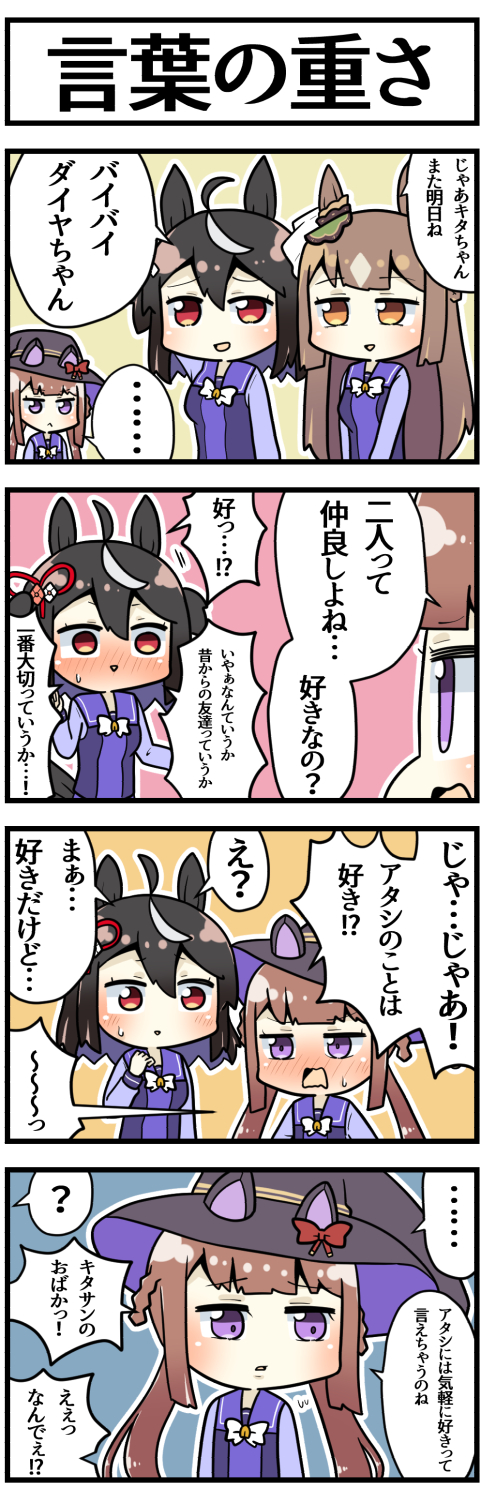 言葉の重さ
じゃあキタちゃん
また明日ね
バイバイ
ダイヤちゃん
……
二人って
仲良しよね…
好きなの?
好っ…!?
いやぁなんていうか
昔からの友達っていうか
一番大切っていうか…!
じゃ…じゃあ!
アタシのことは
好き!?
え?
まぁ…
好きだけど…
〜〜〜っ
……
アタシには気軽に好きって
言えちゃうのね
?
キタサンの
おばかっ!
えぇっ
なんでぇ!?